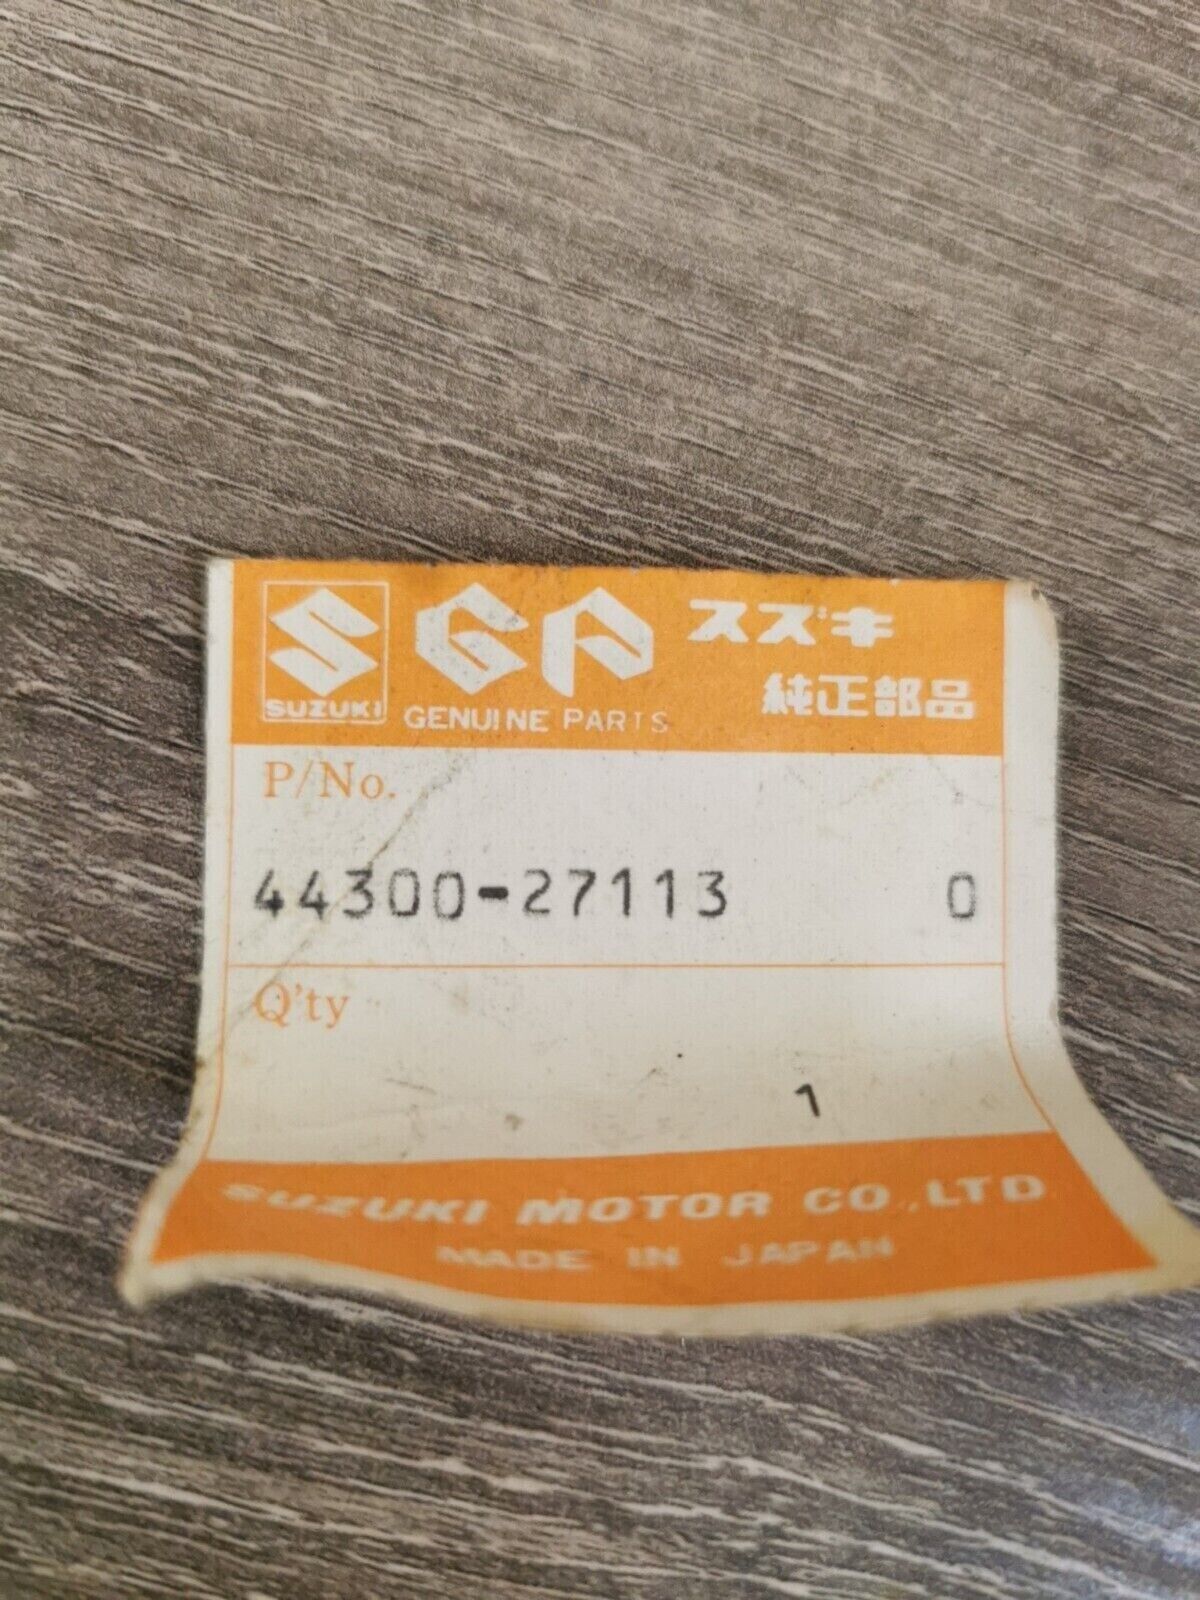 SUZUKI
GP スズキ
GENUINE PARTS 純正部品
P/No.
44300-27113 0
Q'ty
1
SUZUKI MOTOR CO.,LTD
MADE IN JAPAN